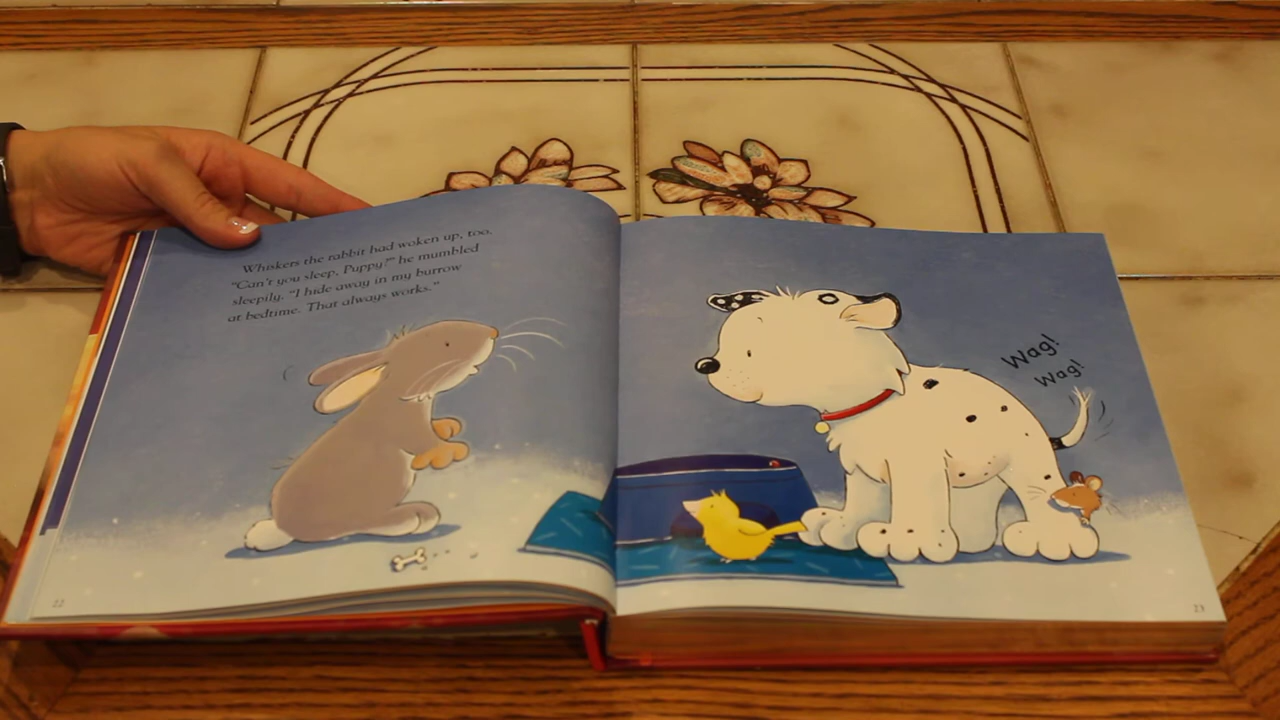 Whiskers the rabbit had woken up, too.
"Can't you sleep, Puppy?" he mumbled
sleepily. "I hide away in my burrow
at bedtime. That always works."
Wag!
Wag!
22
23